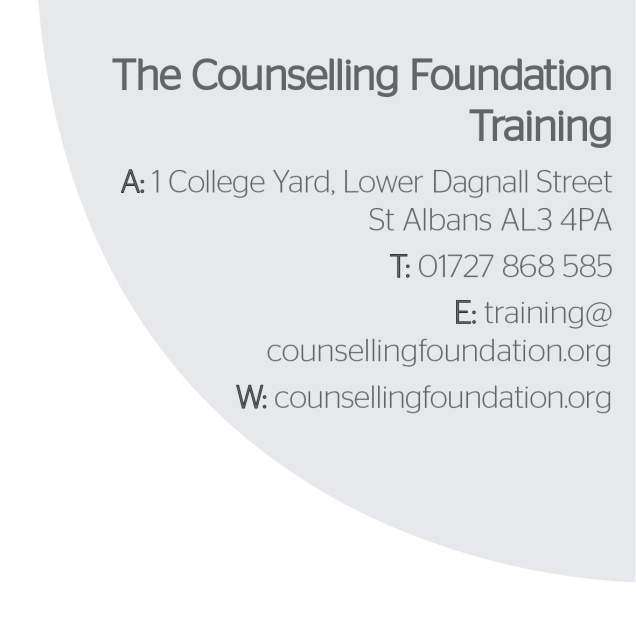 The Counselling Foundation
Training
A: 1 College Yard, Lower Dagnall Street
St Albans AL3 4PA
T: 01727 868 585
E: training@
counsellingfoundation.org
W: counsellingfoundation.org